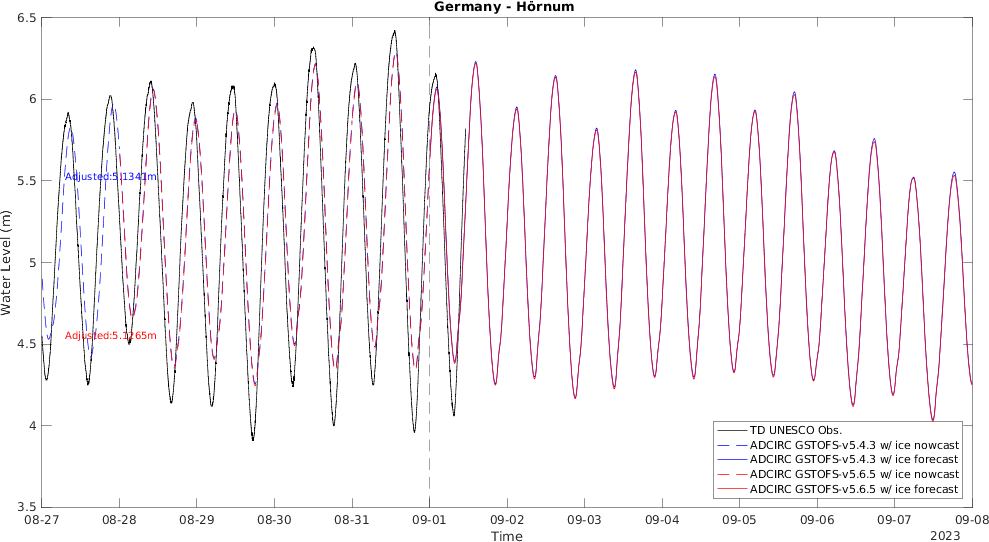 Germany - Hörnum
6.5
6
5.5
5
4.5
4
3.5
Water Level (m)
Adjusted:5.1341m
Adjusted:5.1265m
TD UNESCO Obs.
ADCIRC GSTOFS-v5.4.3 w/ ice nowcast
ADCIRC GSTOFS-v5.4.3 w/ ice forecast
ADCIRC GSTOFS-v5.6.5 w/ ice nowcast
ADCIRC GSTOFS-v5.6.5 w/ ice forecast
08-27 08-28 08-29 08-30 08-31 09-01 09-02 09-03 09-04 09-05 09-06 09-07 09-08
Time
2023